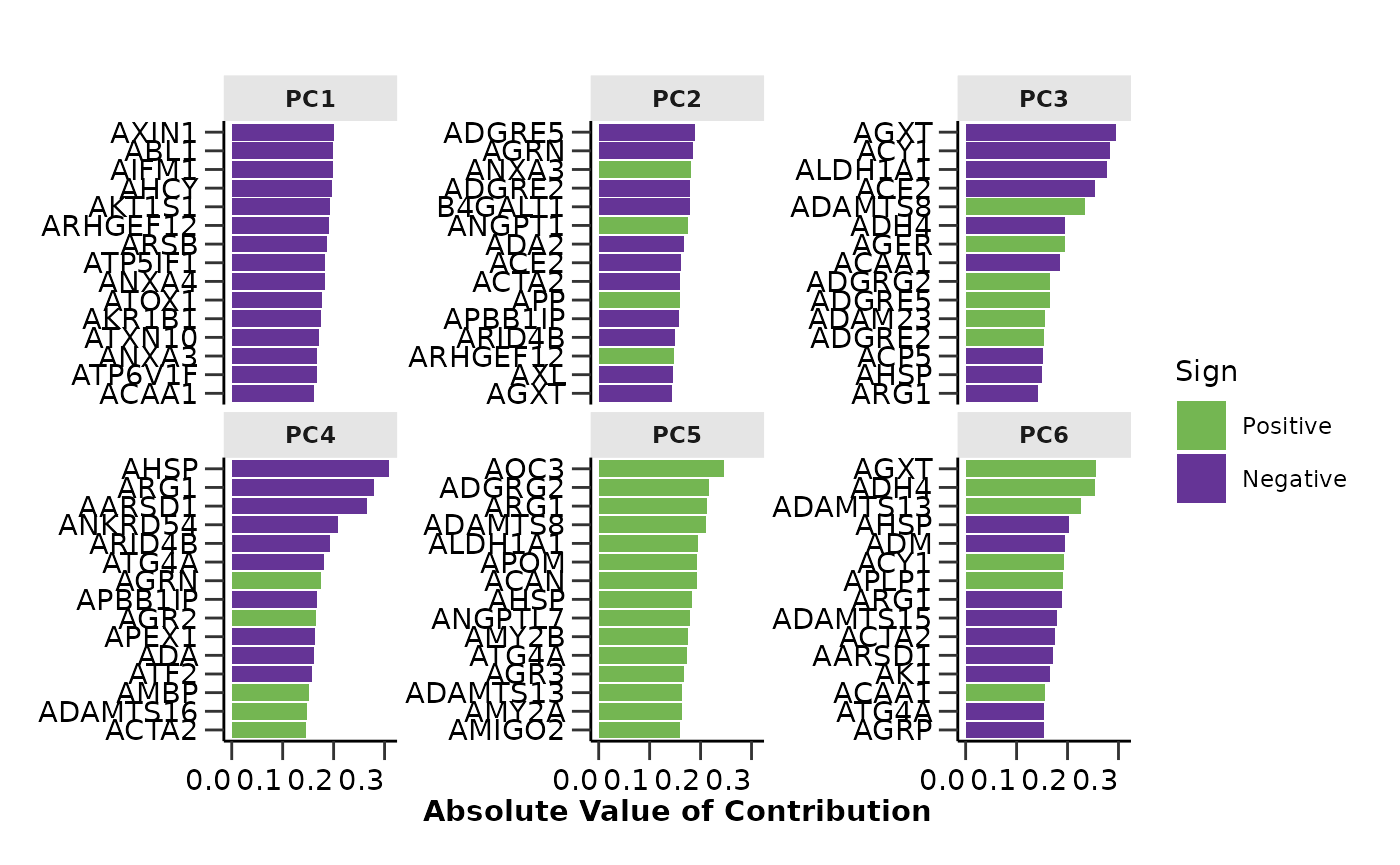 PC1
AXIN1
ABL1
AIFM1
AHCY
AKT1S1
ARHGEF12
ARSB
ATP5IF1
ANXA4
ATOX1
AKR1B1
ATXN10
ANXA3
ATP6V1F
ACAA1
PC2
ADGRE5
AGRN
ANXA3
ADGRE2
B4GALT1
ANGPT1
ADA2
ACE2
ACTA2
APP
APBB1IP
ARID4B
ARHGEF12
AXL
AGXT
PC3
AGXT
ACY1
ALDH1A1
ACE2
ADAMTS8
ADH4
AGER
ACAA1
ADGRG2
ADGRE5
ADAM23
ADGRE2
ACP5
AHSP
ARG1
PC4
AHSP
ARG1
AARSD1
ANKRD54
ARID4B
ATG4A
AGRN
APBB1IP
AGR2
APEX1
ADA
ATF2
AMBP
ADAMTS16
ACTA2
0.0 0.1 0.2 0.3
PC5
AOC3
ADGRG2
ARG1
ADAMTS8
ALDH1A1
APOM
ACAN
AHSP
ANGPTL7
AMY2B
ATG4A
AGR3
ADAMTS13
AMY2A
AMIGO2
0.0 0.1 0.2 0.3
PC6
AGXT
ADH4
ADAMTS13
AHSP
ADM
ACY1
APLP1
ARG1
ADAMTS15
ACTA2
AARSD1
AK1
ACAA1
ATG4A
AGRP
0.0 0.1 0.2 0.3
Absolute Value of Contribution
Sign
Positive
Negative